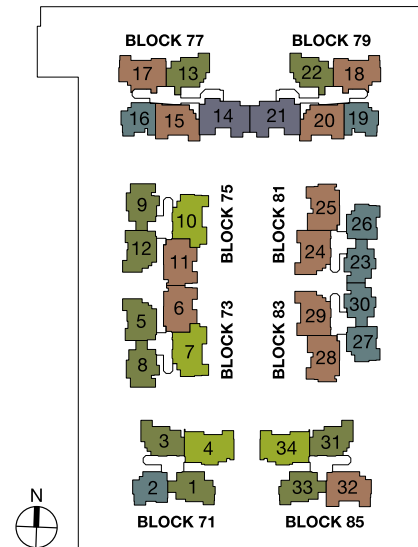 BLOCK 77 BLOCK 79
17 13 22 18
16 15 14 21 20 19
BLOCK 75
9 10
12 11
BLOCK 81
25 26
24 23
BLOCK 73
5 6
8 7
BLOCK 83
29 30
28 27
3 4 34 31
2 1 33 32
N
BLOCK 71 BLOCK 85